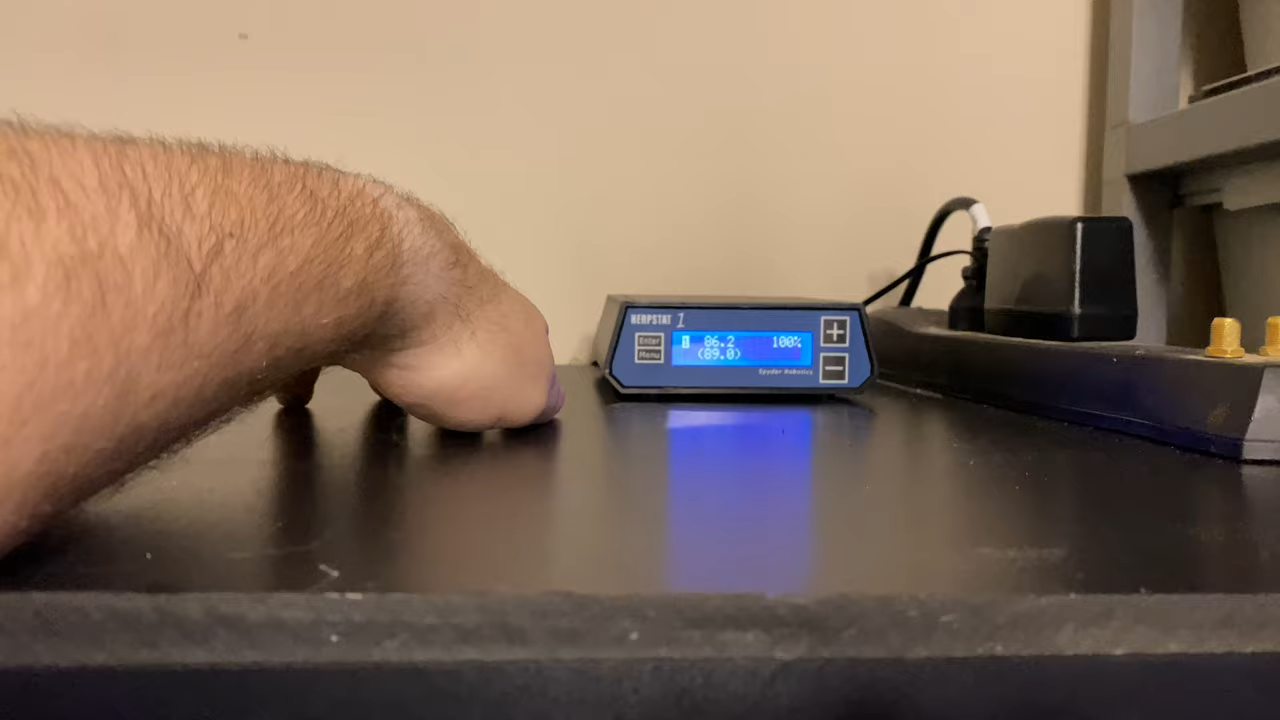 HERPSTAT 1
Enter
Menu
1 86.2 100%
(89.0)
+
−
Spyder Robotics